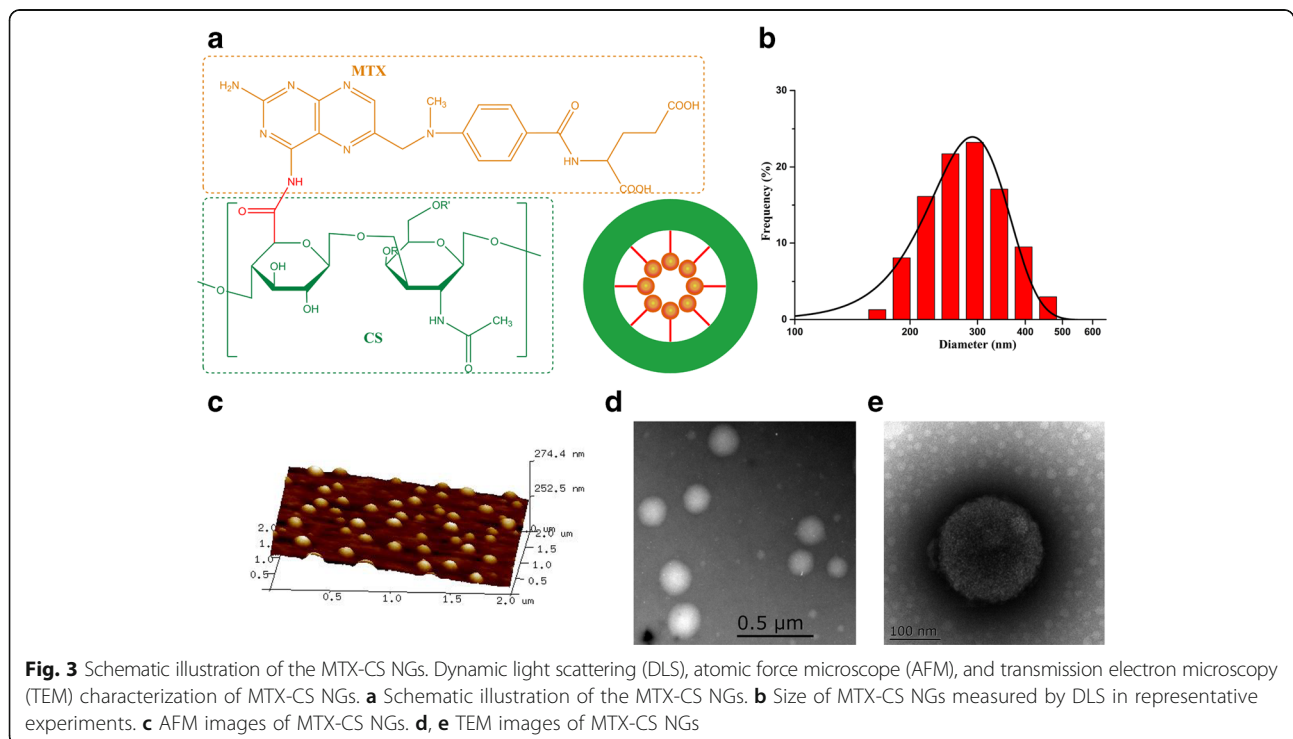 a
MTX
H₂N
N
N
N
N
CH₃
N
O
HN
COOH
COOH
NH
O
O
OH
OH
O
O
O
OR'
OR
O
O
HN
CH₃
O
CS
b
Frequency (%)
30
20
10
0
100
200
300
400
500
600
Diameter (nm)
c
274.4 nm
252.5 nm
2.0 um
1.5
1.0
0.5
2.0
1.5
1.0
0.5
0.5
1.0
1.5
2.0 um
d
0.5 µm
e
100 nm
Fig. 3 Schematic illustration of the MTX-CS NGs. Dynamic light scattering (DLS), atomic force microscope (AFM), and transmission electron microscopy
(TEM) characterization of MTX-CS NGs. a Schematic illustration of the MTX-CS NGs. b Size of MTX-CS NGs measured by DLS in representative
experiments. c AFM images of MTX-CS NGs. d, e TEM images of MTX-CS NGs